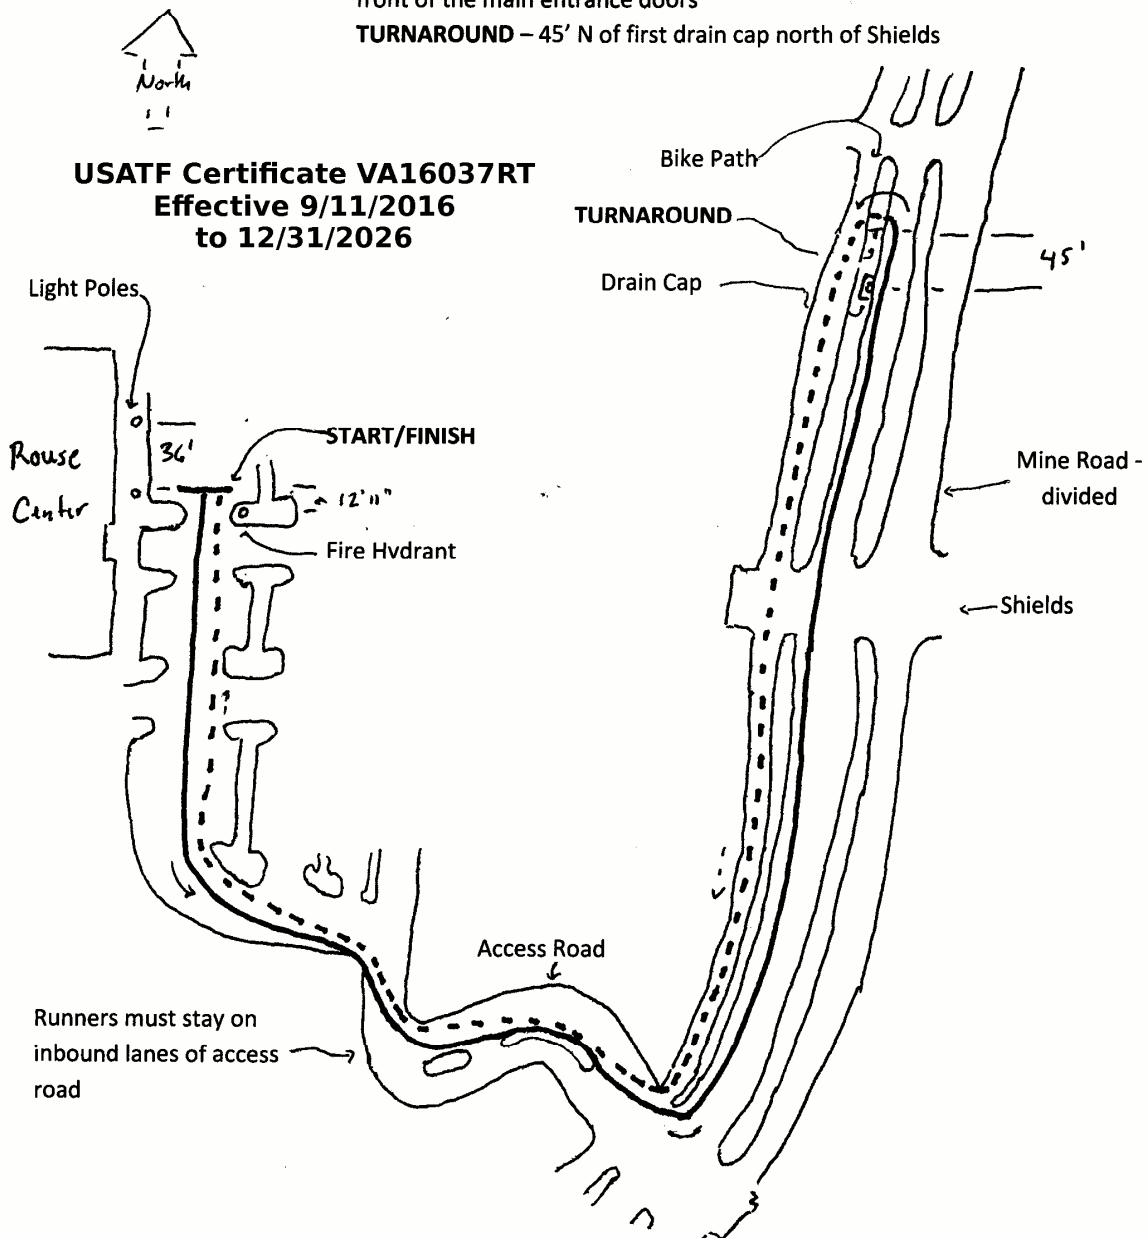 front of the main entrance doors
TURNAROUND – 45’ N of first drain cap north of Shields
North
USATF Certificate VA16037RT
Effective 9/11/2016
to 12/31/2026
Bike Path
TURNAROUND
45'
Drain Cap
Light Poles
START/FINISH
36'
Rouse
Center
12'11"
Fire Hvdrant
Mine Road -
divided
Shields
Access Road
Runners must stay on
inbound lanes of access
road